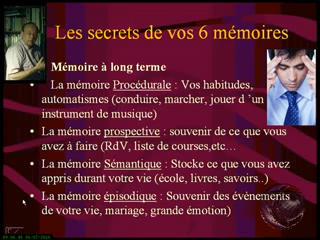 Les secrets de vos 6 mémoires
Mémoire à long terme
• La mémoire Procédurale : Vos habitudes,
automatismes (conduire, marcher, jouer d ’un
instrument de musique)
• La mémoire prospective : souvenir de ce que vous
avez à faire (RdV, liste de courses,etc…
• La mémoire Sémantique : Stocke ce que vous avez
appris durant votre vie (école, livres, savoirs..)
• La mémoire épisodique : Souvenir des évènements
de votre vie, mariage, grande émotion)